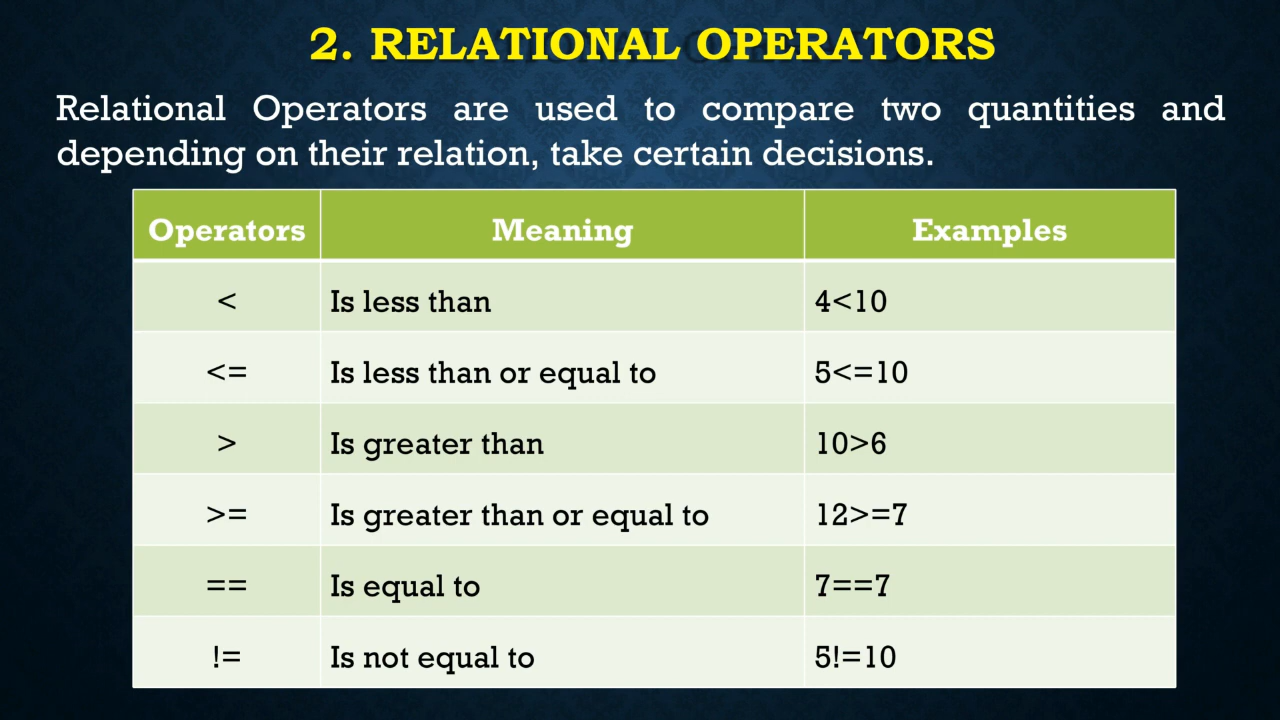 2. RELATIONAL OPERATORS
Relational Operators are used to compare two quantities and
depending on their relation, take certain decisions.
Operators Meaning Examples
< Is less than 4<10
<= Is less than or equal to 5<=10
> Is greater than 10>6
>= Is greater than or equal to 12>=7
== Is equal to 7==7
!= Is not equal to 5!=10